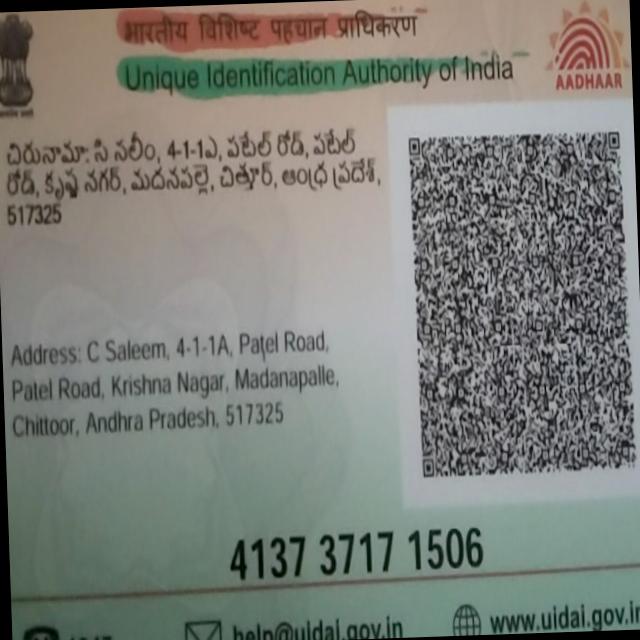 भारतीय विशिष्ट पहचान प्राधिकरण
Unique Identification Authority of India
AADHAAR
చిరునామా: సి సలీం, 4-1-1ఎ, పటేల్ రోడ్, పటేల్
రోడ్, కృష్ణ నగర్, మదనపల్లె, చిత్తూర్, ఆంధ్ర ప్రదేశ్,
517325
Address: C Saleem, 4-1-1A, Patel Road,
Patel Road, Krishna Nagar, Madanapalle,
Chittoor, Andhra Pradesh, 517325
4137 3717 1506
help@uidai.gov.in www.uidai.gov.in